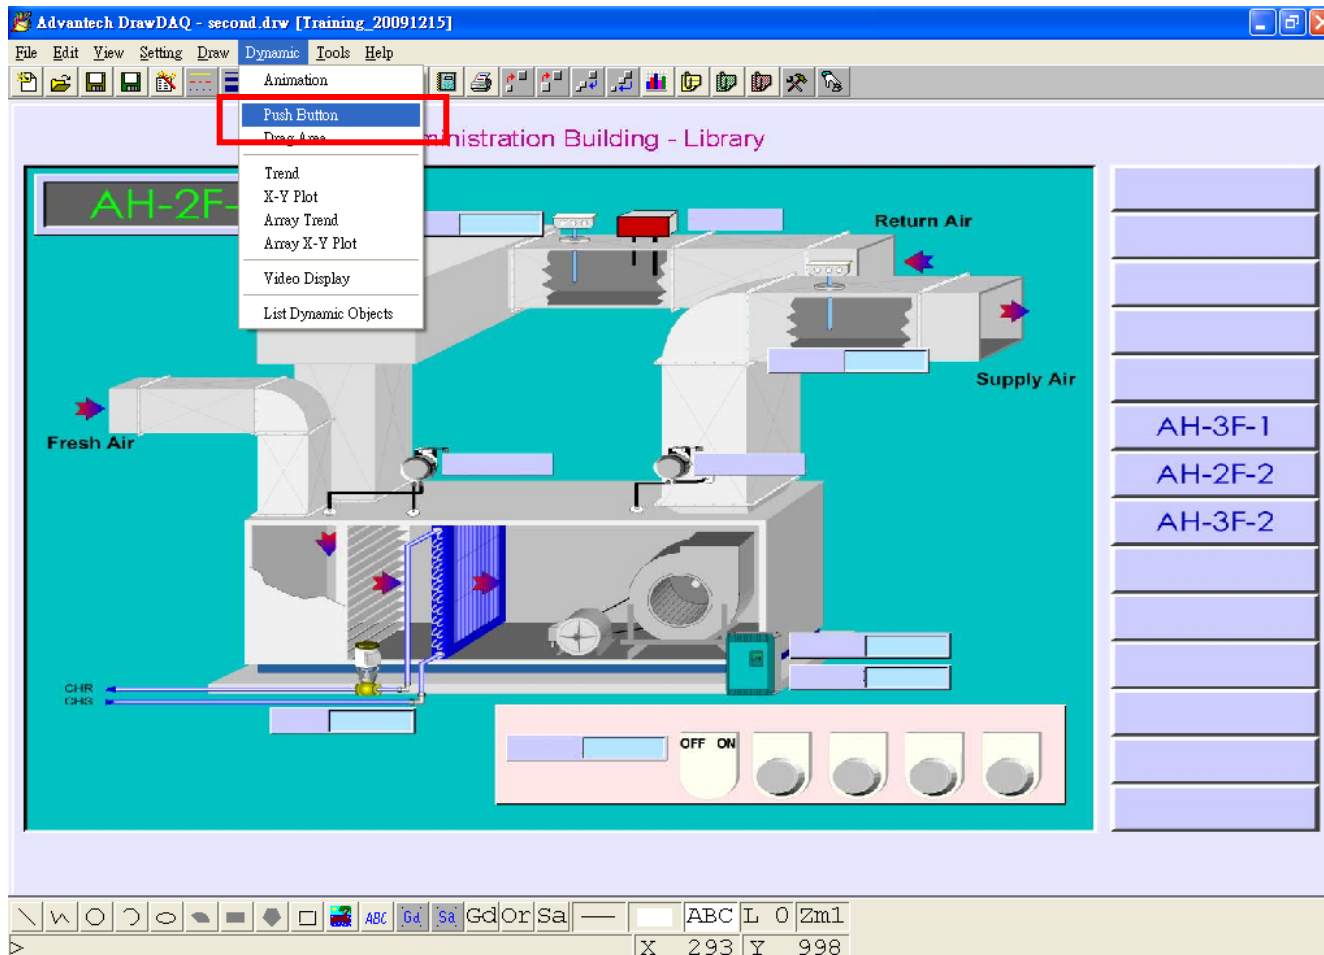 Advantech DrawDAQ - second.drw [Training_20091215]
File Edit View Setting Draw Dynamic Tools Help
Animation
Push Button
Drag Area
Trend
X-Y Plot
Array Trend
Array X-Y Plot
Video Display
List Dynamic Objects
Building - Library
AH-2F-
Return Air
Supply Air
Fresh Air
AH-3F-1
AH-2F-2
AH-3F-2
CHR
CHS
OFF ON
ABC Gd Sa Gd Or Sa ABC L 0 Zm1
> X 293 Y 998